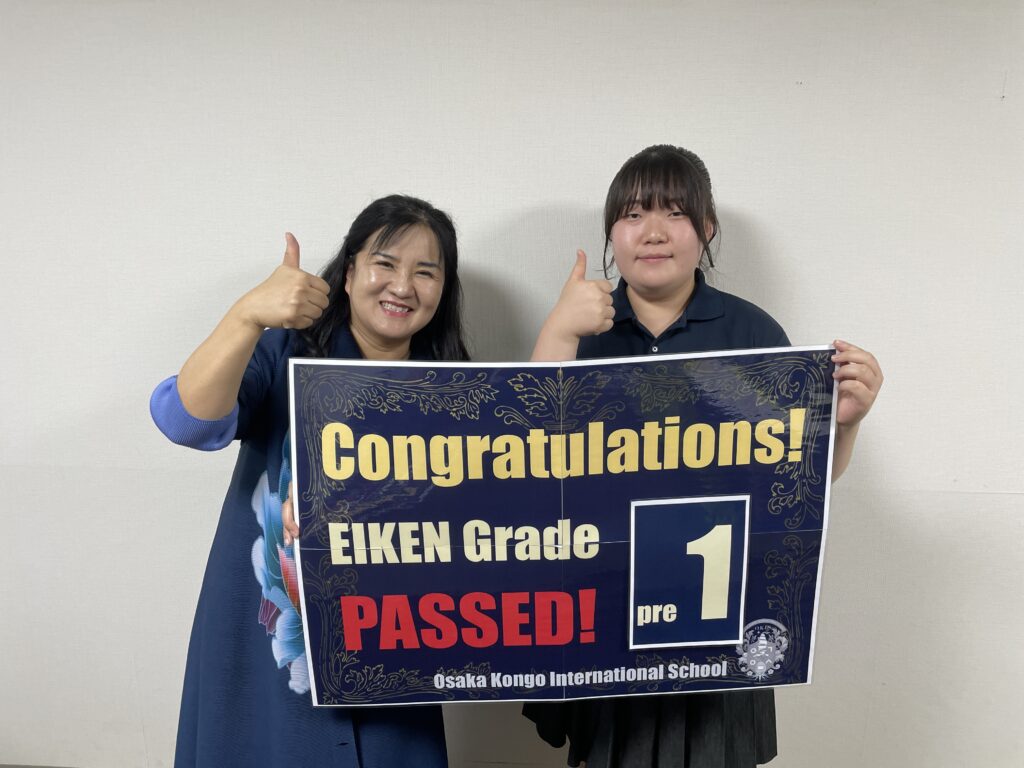 Congratulations!
EIKEN Grade
pre 1
PASSED!
Osaka Kongo International School